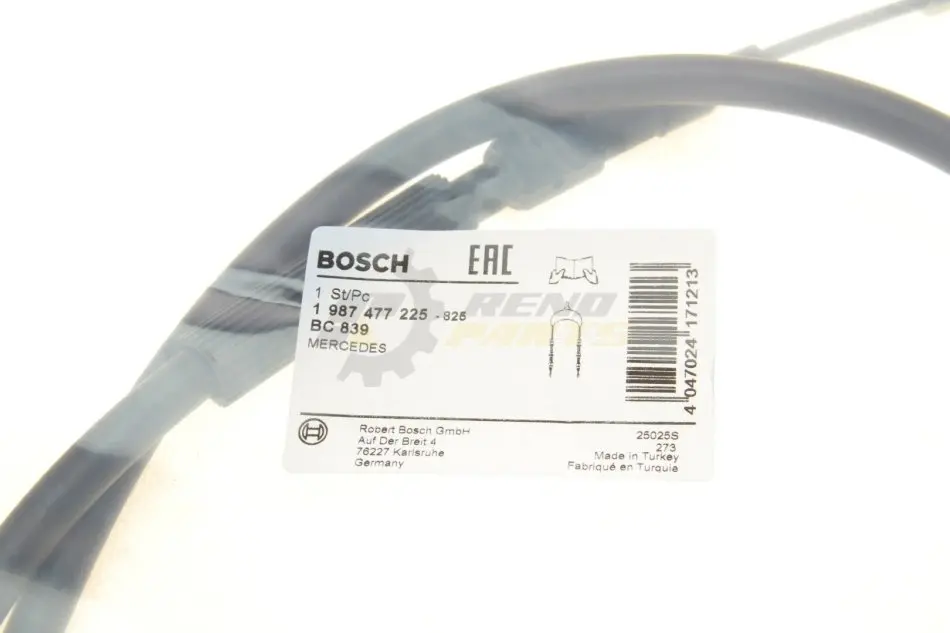 BOSCH EAC
1 St/Pc
1 987 477 225 - 825
BC 839
MERCEDES
RENO
PARTS
4 047024 171213
Robert Bosch GmbH
Auf Der Breit 4
76227 Karlsruhe
Germany
25025S
273
Made in Turkey
Fabriqué en Turquie